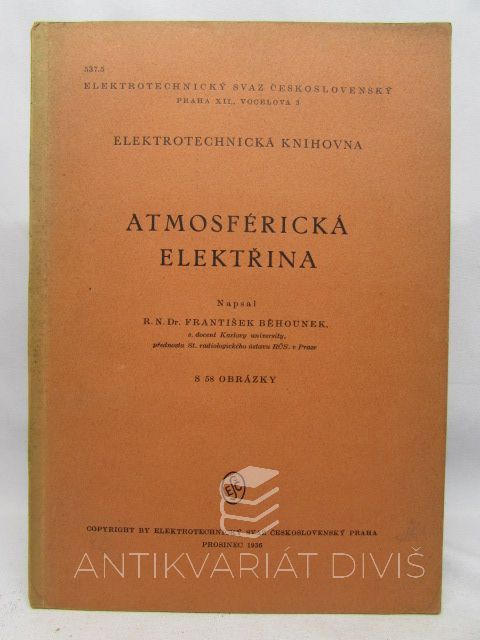 537.5
ELEKTROTECHNICKÝ SVAZ ČESKOSLOVENSKÝ
PRAHA XII., VOCELOVA 3
ELEKTROTECHNICKÁ KNIHOVNA
ATMOSFÉRICKÁ
ELEKTŘINA
Napsal
R. N. Dr. FRANTIŠEK BĚHOUNEK,
s. docent Karlovy university,
přednosta St. radiologického ústavu RČS. v Praze
S 58 OBRÁZKY
COPYRIGHT BY ELEKTROTECHNICKÝ SVAZ ČESKOSLOVENSKÝ PRAHA
PROSINEC 1936
ANTIKVARIÁT DIVIŠ